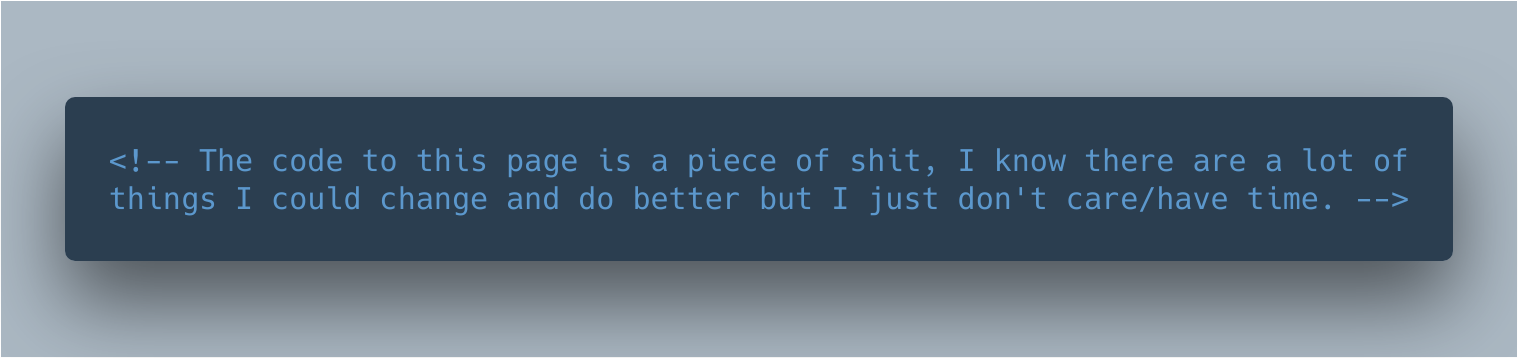 <!-- The code to this page is a piece of shit, I know there are a lot of
things I could change and do better but I just don't care/have time. -->